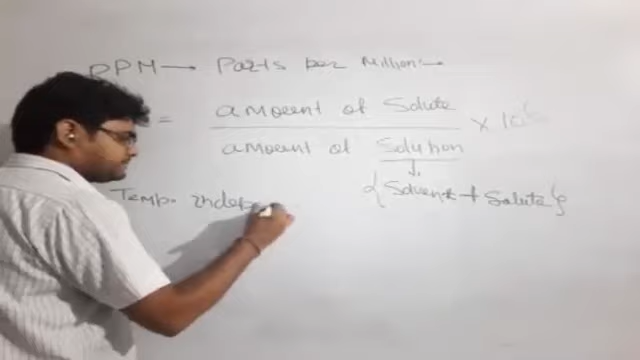 PPM → Parts per Million →
= amount of Solute × 10⁶
amount of Solution
↓
{Solvent + Solute}
Temp. indep